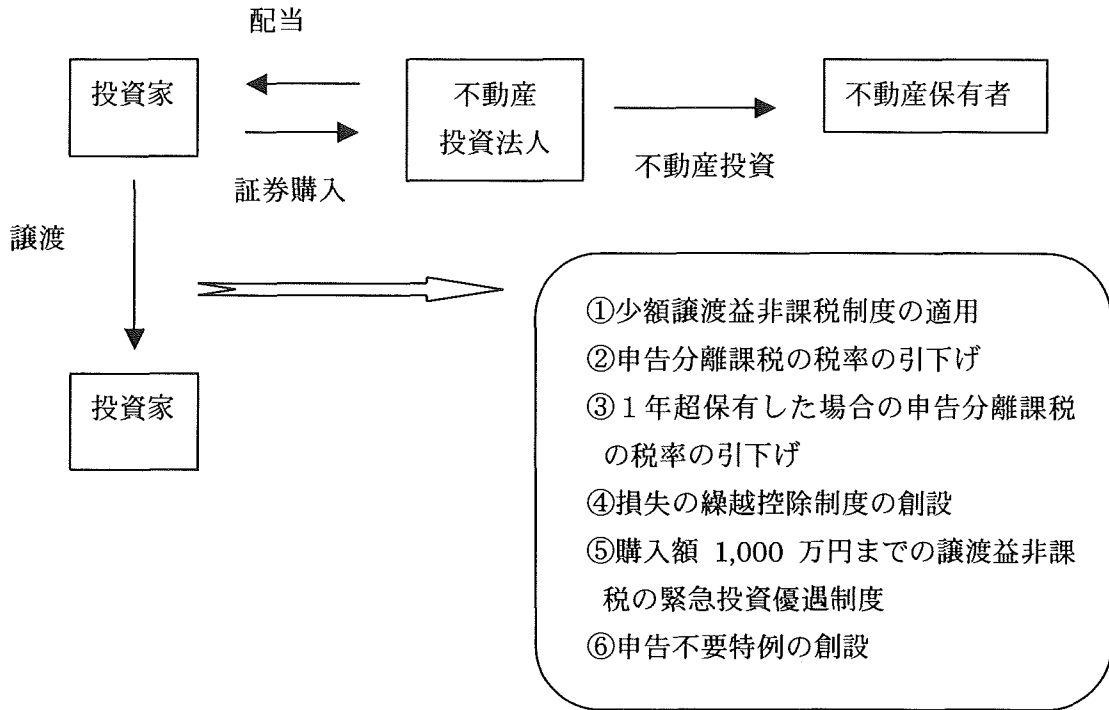 配当
投資家
不動産
投資法人
不動産保有者
証券購入
不動産投資
譲渡
投資家
①少額譲渡益非課税制度の適用
②申告分離課税の税率の引下げ
③1年超保有した場合の申告分離課税
の税率の引下げ
④損失の繰越控除制度の創設
⑤購入額 1,000 万円までの譲渡益非課
税の緊急投資優遇制度
⑥申告不要特例の創設